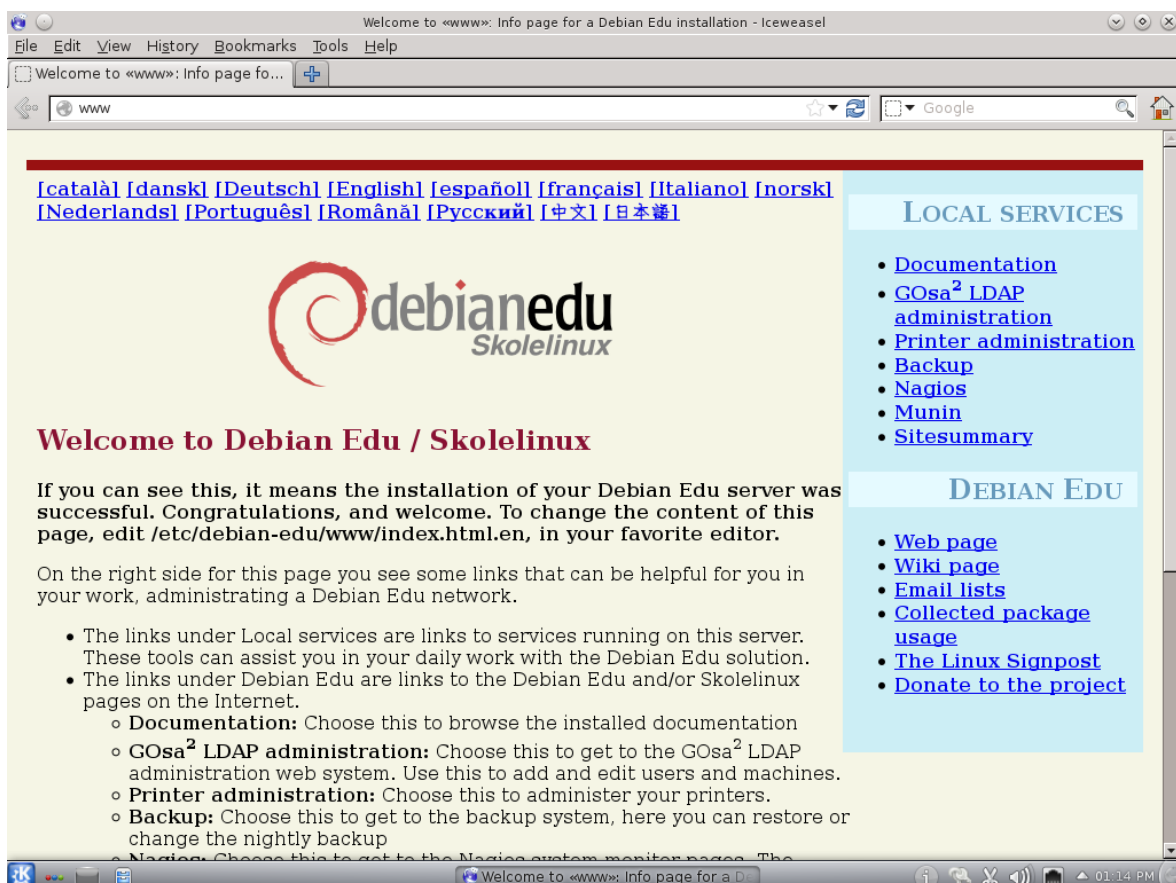 Welcome to «www»: Info page for a Debian Edu installation - Iceweasel
File Edit View History Bookmarks Tools Help
Welcome to «www»: Info page fo...
www
Google
[català] [dansk] [Deutsch] [English] [español] [français] [Italiano] [norsk]
[Nederlands] [Português] [Română] [Русский] [中文] [日本語]
debianedu
Skolelinux
Welcome to Debian Edu / Skolelinux
If you can see this, it means the installation of your Debian Edu server was
successful. Congratulations, and welcome. To change the content of this
page, edit /etc/debian-edu/www/index.html.en, in your favorite editor.
On the right side for this page you see some links that can be helpful for you in
your work, administrating a Debian Edu network.
• The links under Local services are links to services running on this server.
These tools can assist you in your daily work with the Debian Edu solution.
• The links under Debian Edu are links to the Debian Edu and/or Skolelinux
pages on the Internet.
◦ Documentation: Choose this to browse the installed documentation
◦ GOsa² LDAP administration: Choose this to get to the GOsa² LDAP
administration web system. Use this to add and edit users and machines.
◦ Printer administration: Choose this to administer your printers.
◦ Backup: Choose this to get to the backup system, here you can restore or
change the nightly backup
◦ Nagios: Choose this to get to the Nagios system monitor pages. The
LOCAL SERVICES
• Documentation
• GOsa² LDAP
administration
• Printer administration
• Backup
• Nagios
• Munin
• Sitesummary
DEBIAN EDU
• Web page
• Wiki page
• Email lists
• Collected package
usage
• The Linux Signpost
• Donate to the project
Welcome to «www»: Info page for a De
01:14 PM